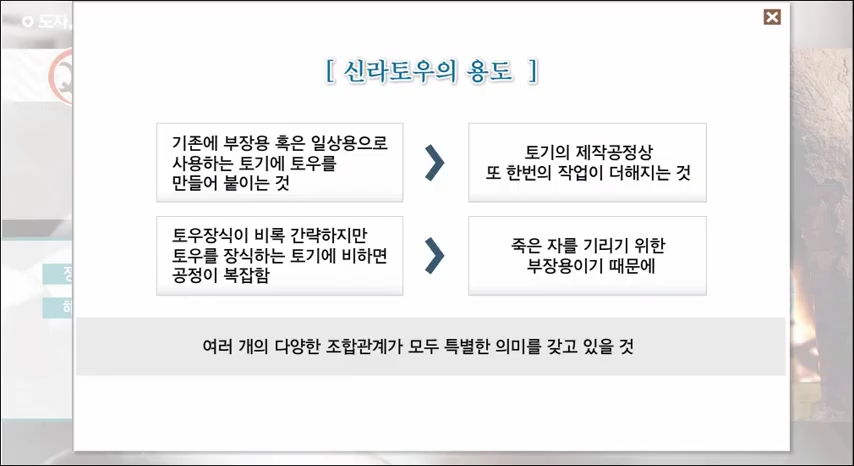 도자
[ 신라토우의 용도 ]
기존에 부장용 혹은 일상용으로
사용하는 토기에 토우를
만들어 붙이는 것
토기의 제작공정상
또 한번의 작업이 더해지는 것
토우장식이 비록 간략하지만
토우를 장식하는 토기에 비하면
공정이 복잡함
죽은 자를 기리기 위한
부장용이기 때문에
여러 개의 다양한 조합관계가 모두 특별한 의미를 갖고 있을 것